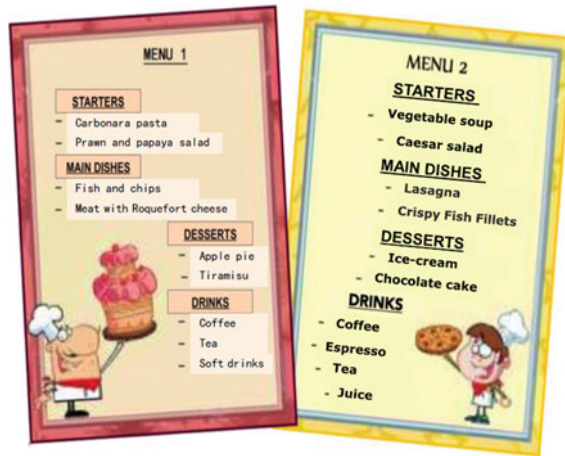 MENU 1
STARTERS
- Carbonara pasta
- Prawn and papaya salad
MAIN DISHES
- Fish and chips
- Meat with Roquefort cheese
DESSERTS
- Apple pie
- Tiramisu
DRINKS
- Coffee
- Tea
- Soft drinks
MENU 2
STARTERS
- Vegetable soup
- Caesar salad
MAIN DISHES
- Lasagna
- Crispy Fish Fillets
DESSERTS
- Ice-cream
- Chocolate cake
DRINKS
- Coffee
- Espresso
- Tea
- Juice